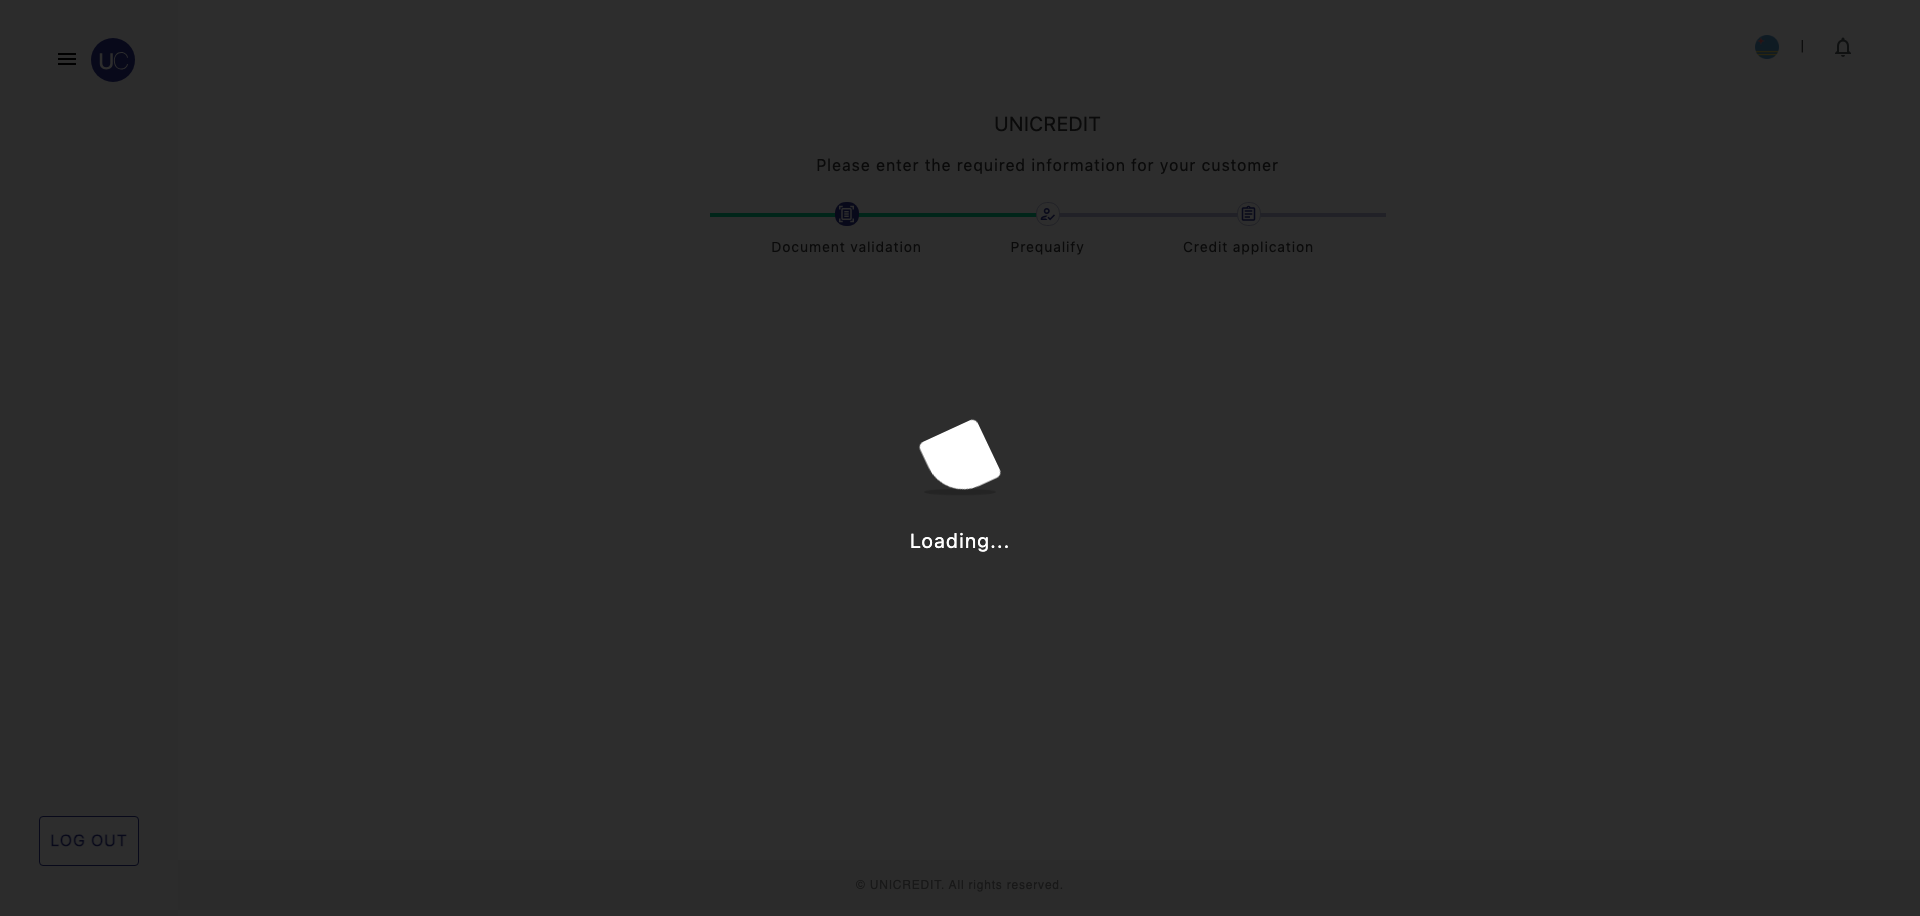 UC
UNICREDIT
Please enter the required information for your customer
Document validation
Prequalify
Credit application
Loading...
LOG OUT
© UNICREDIT. All rights reserved.